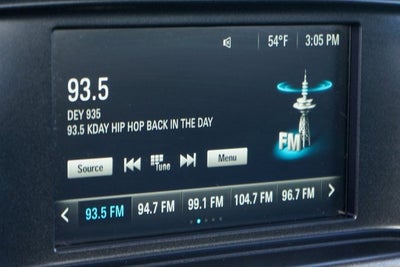 54°F 3:05 PM
93.5
DEY 935
93.5 KDAY HIP HOP BACK IN THE DAY
FM
Source Tune Menu
93.5 FM 94.7 FM 99.1 FM 104.7 FM 96.7 FM